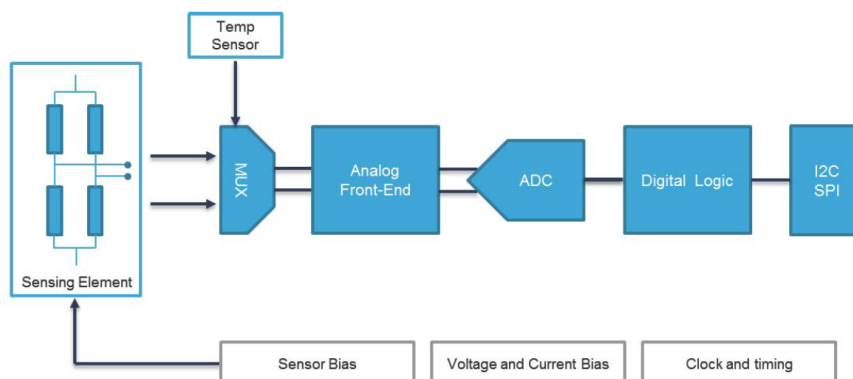 Temp
Sensor
Sensing Element
MUX
Analog
Front-End
ADC
Digital Logic
I2C
SPI
Sensor Bias
Voltage and Current Bias
Clock and timing